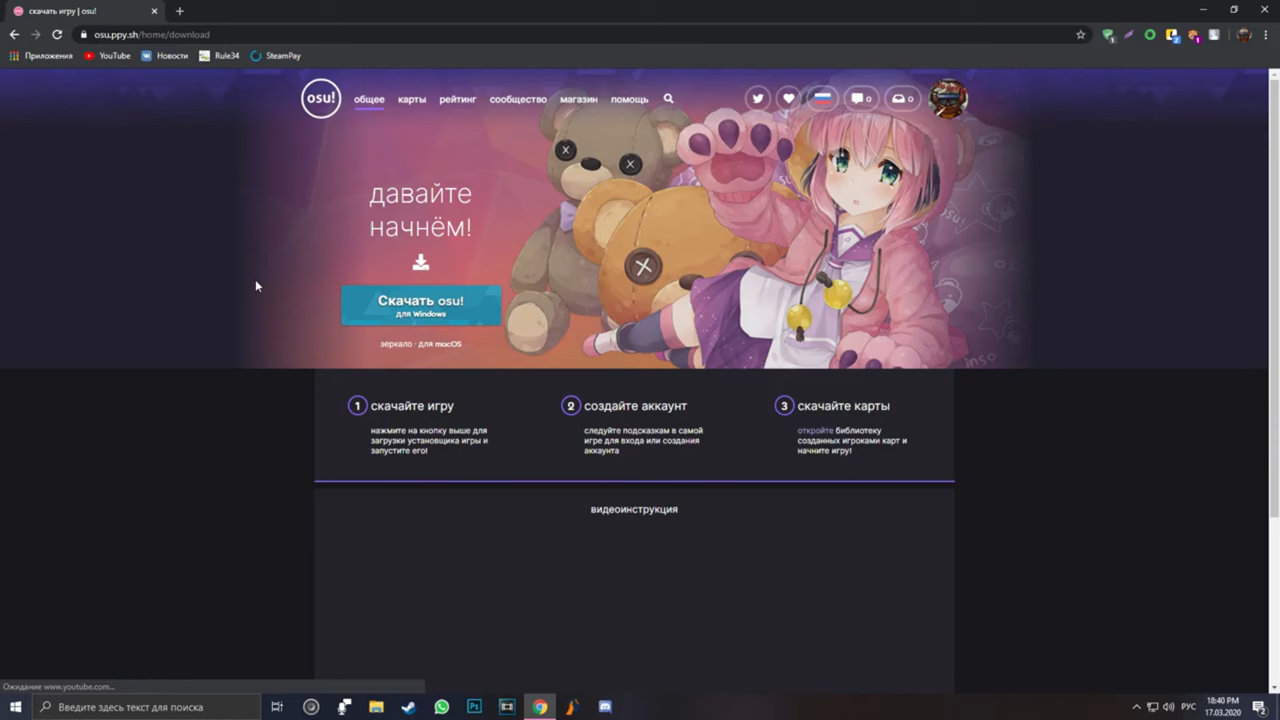 скачать игру | osu!
osu.ppy.sh/home/download
Приложения YouTube Новости Rule34 SteamPay
osu! общее карты рейтинг сообщество магазин помощь 0 0
давайте
начнём!
Скачать osu!
для Windows
зеркало · для macOS
1 скачайте игру
нажмите на кнопку выше для
загрузки установщика игры и
запустите его!
2 создайте аккаунт
следуйте подсказкам в самой
игре для входа или создания
аккаунта
3 скачайте карты
откройте библиотеку
созданных игроками карт и
начните игру!
видеоинструкция
Ожидание www.youtube.com...
Введите здесь текст для поиска
РУС
18:40 PM
17.03.2020